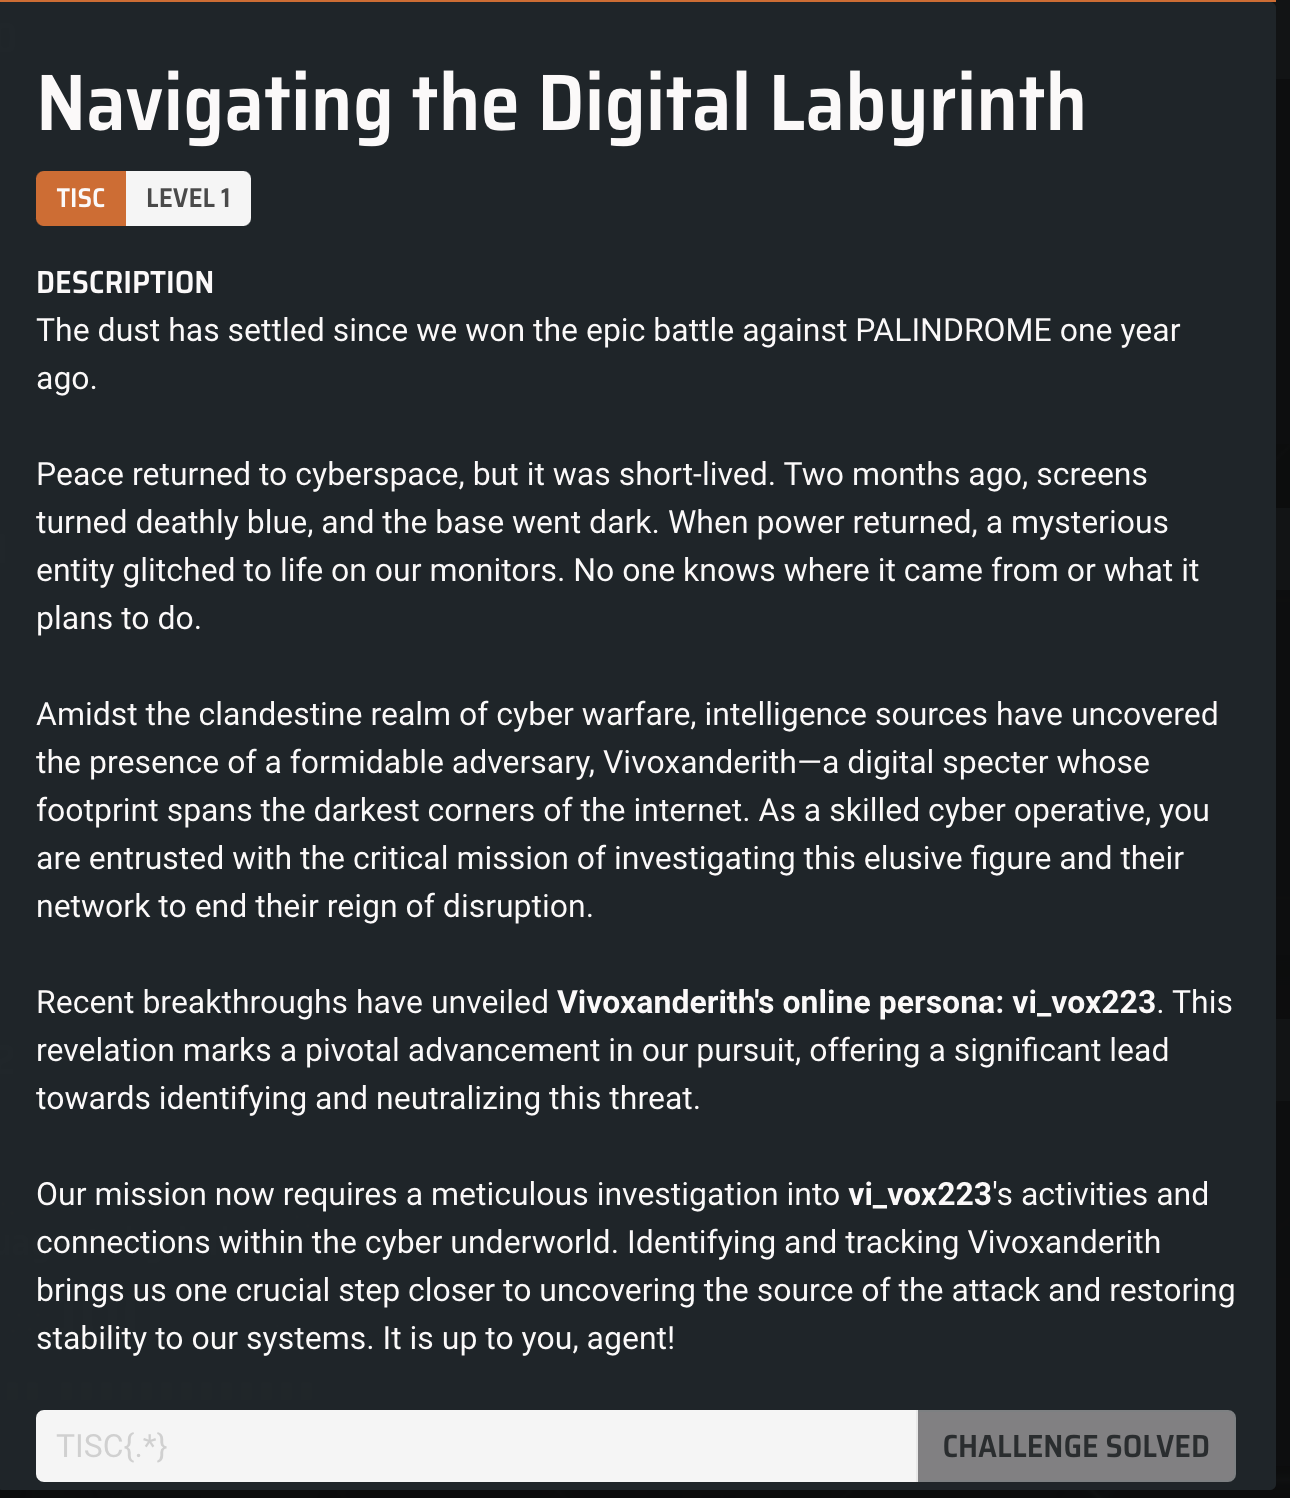 Navigating the Digital Labyrinth
TISC LEVEL 1
DESCRIPTION
The dust has settled since we won the epic battle against PALINDROME one year
ago.
Peace returned to cyberspace, but it was short-lived. Two months ago, screens
turned deathly blue, and the base went dark. When power returned, a mysterious
entity glitched to life on our monitors. No one knows where it came from or what it
plans to do.
Amidst the clandestine realm of cyber warfare, intelligence sources have uncovered
the presence of a formidable adversary, Vivoxanderith—a digital specter whose
footprint spans the darkest corners of the internet. As a skilled cyber operative, you
are entrusted with the critical mission of investigating this elusive figure and their
network to end their reign of disruption.
Recent breakthroughs have unveiled Vivoxanderith's online persona: vi_vox223. This
revelation marks a pivotal advancement in our pursuit, offering a significant lead
towards identifying and neutralizing this threat.
Our mission now requires a meticulous investigation into vi_vox223's activities and
connections within the cyber underworld. Identifying and tracking Vivoxanderith
brings us one crucial step closer to uncovering the source of the attack and restoring
stability to our systems. It is up to you, agent!
TISC{.*} CHALLENGE SOLVED